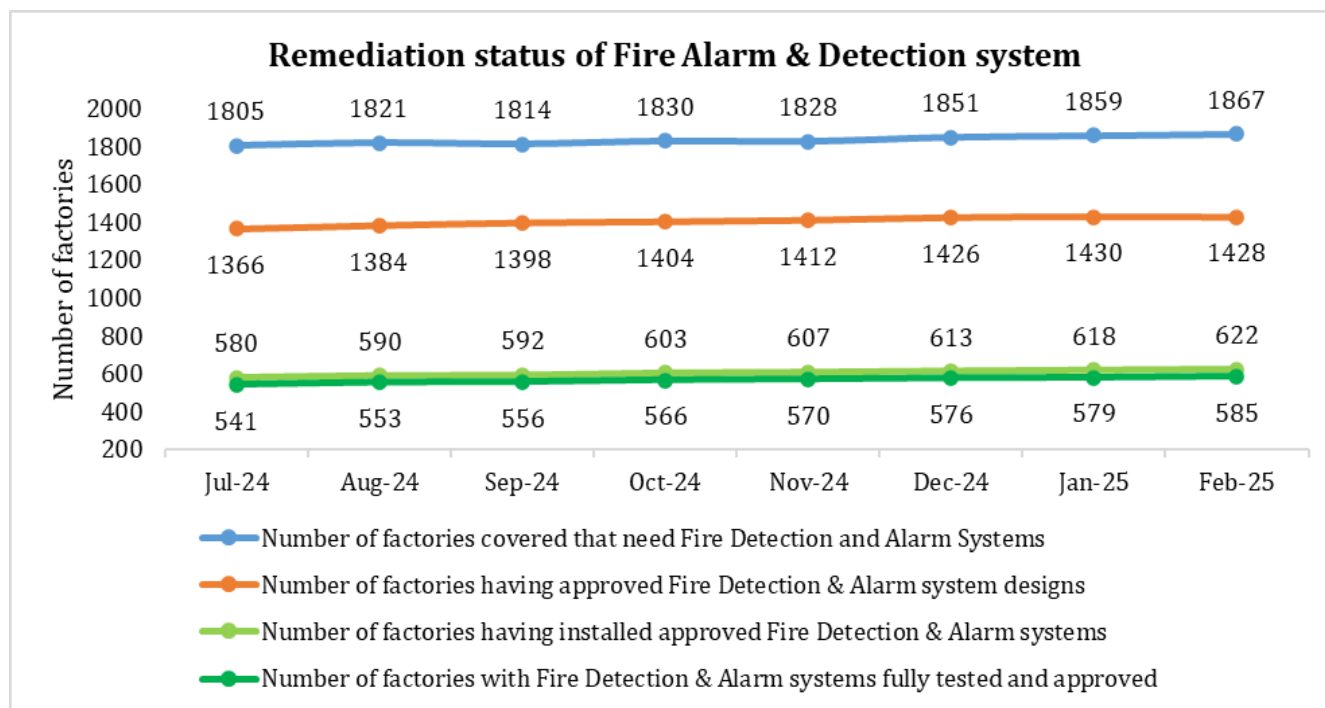 Remediation status of Fire Alarm & Detection system
Number of factories
2000
1800
1600
1400
1200
1000
800
600
400
200
1805 1821 1814 1830 1828 1851 1859 1867
1366 1384 1398 1404 1412 1426 1430 1428
580 590 592 603 607 613 618 622
541 553 556 566 570 576 579 585
Jul-24 Aug-24 Sep-24 Oct-24 Nov-24 Dec-24 Jan-25 Feb-25
Number of factories covered that need Fire Detection and Alarm Systems
Number of factories having approved Fire Detection & Alarm system designs
Number of factories having installed approved Fire Detection & Alarm systems
Number of factories with Fire Detection & Alarm systems fully tested and approved